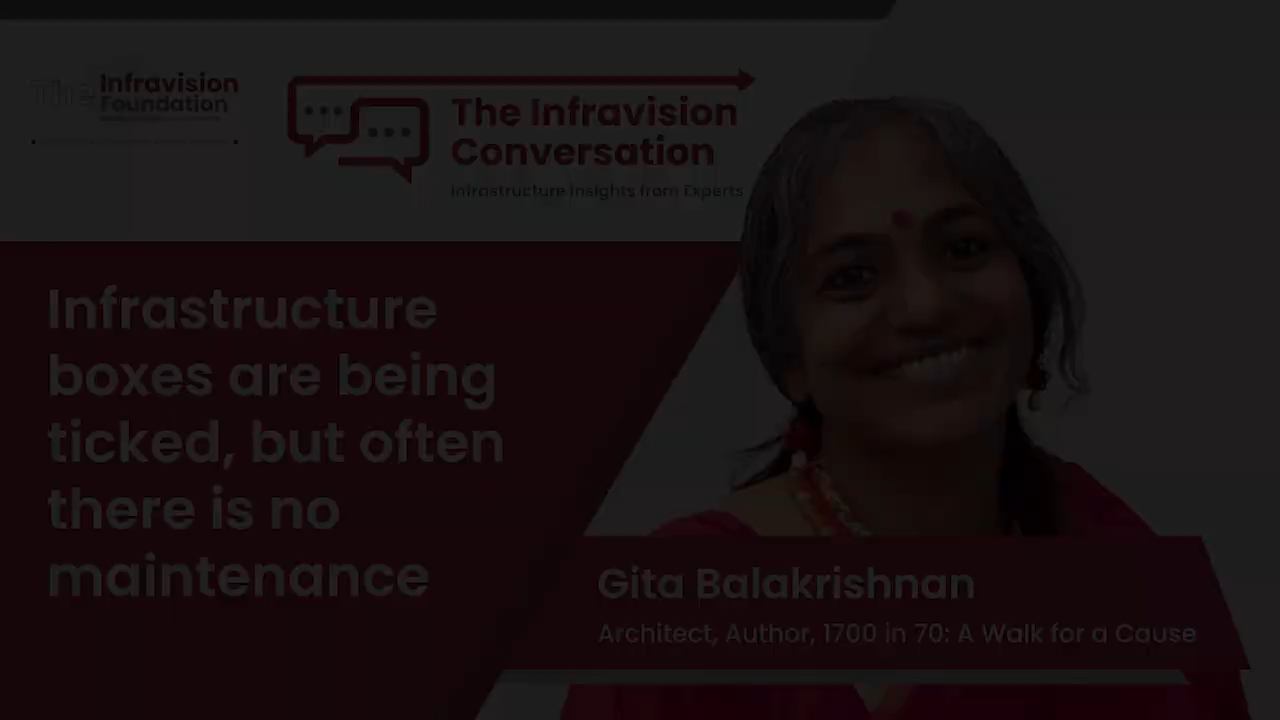 The Infravision
Foundation
The Infravision
Conversation
Infrastructure Insights from Experts
Infrastructure
boxes are being
ticked, but often
there is no
maintenance
Gita Balakrishnan
Architect, Author, 1700 in 70: A Walk for a Cause